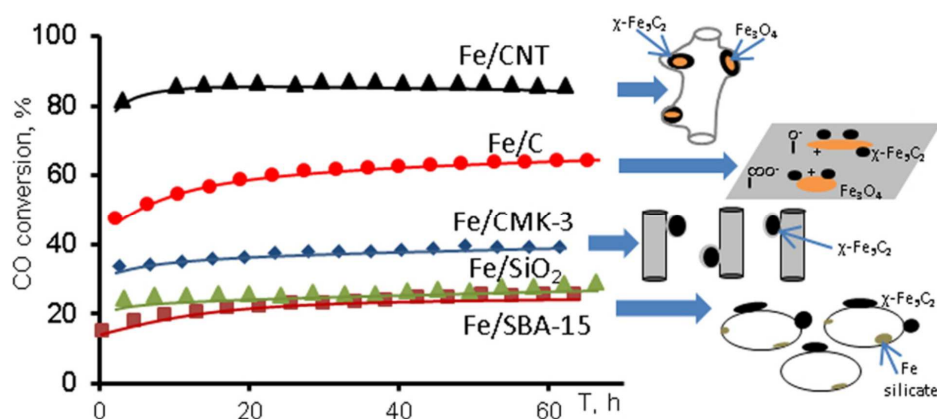 100
80
60
40
20
0
CO conversion, %
0
20
40
60
T, h
Fe/CNT
Fe/C
Fe/CMK-3
Fe/SiO₂
Fe/SBA-15
χ-Fe₅C₂
Fe₃O₄
O⁻
+
χ-Fe₅C₂
COO⁻
+
Fe₃O₄
χ-Fe₅C₂
χ-Fe₅C₂
Fe
silicate